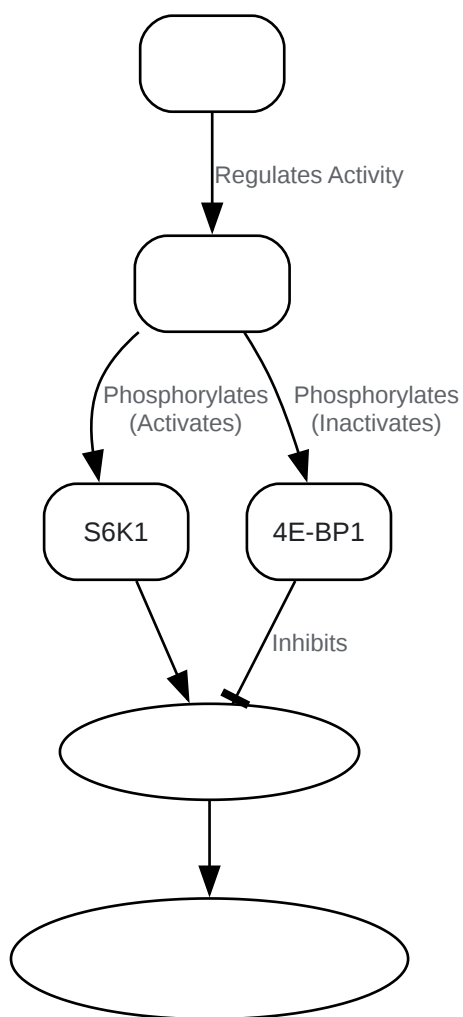 Regulates Activity
Phosphorylates
(Activates)
Phosphorylates
(Inactivates)
S6K1
4E-BP1
Inhibits